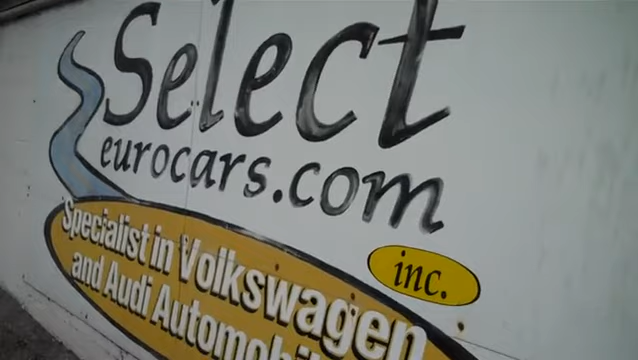 Select
eurocars.com
inc.
Specialist in Volkswagen
and Audi